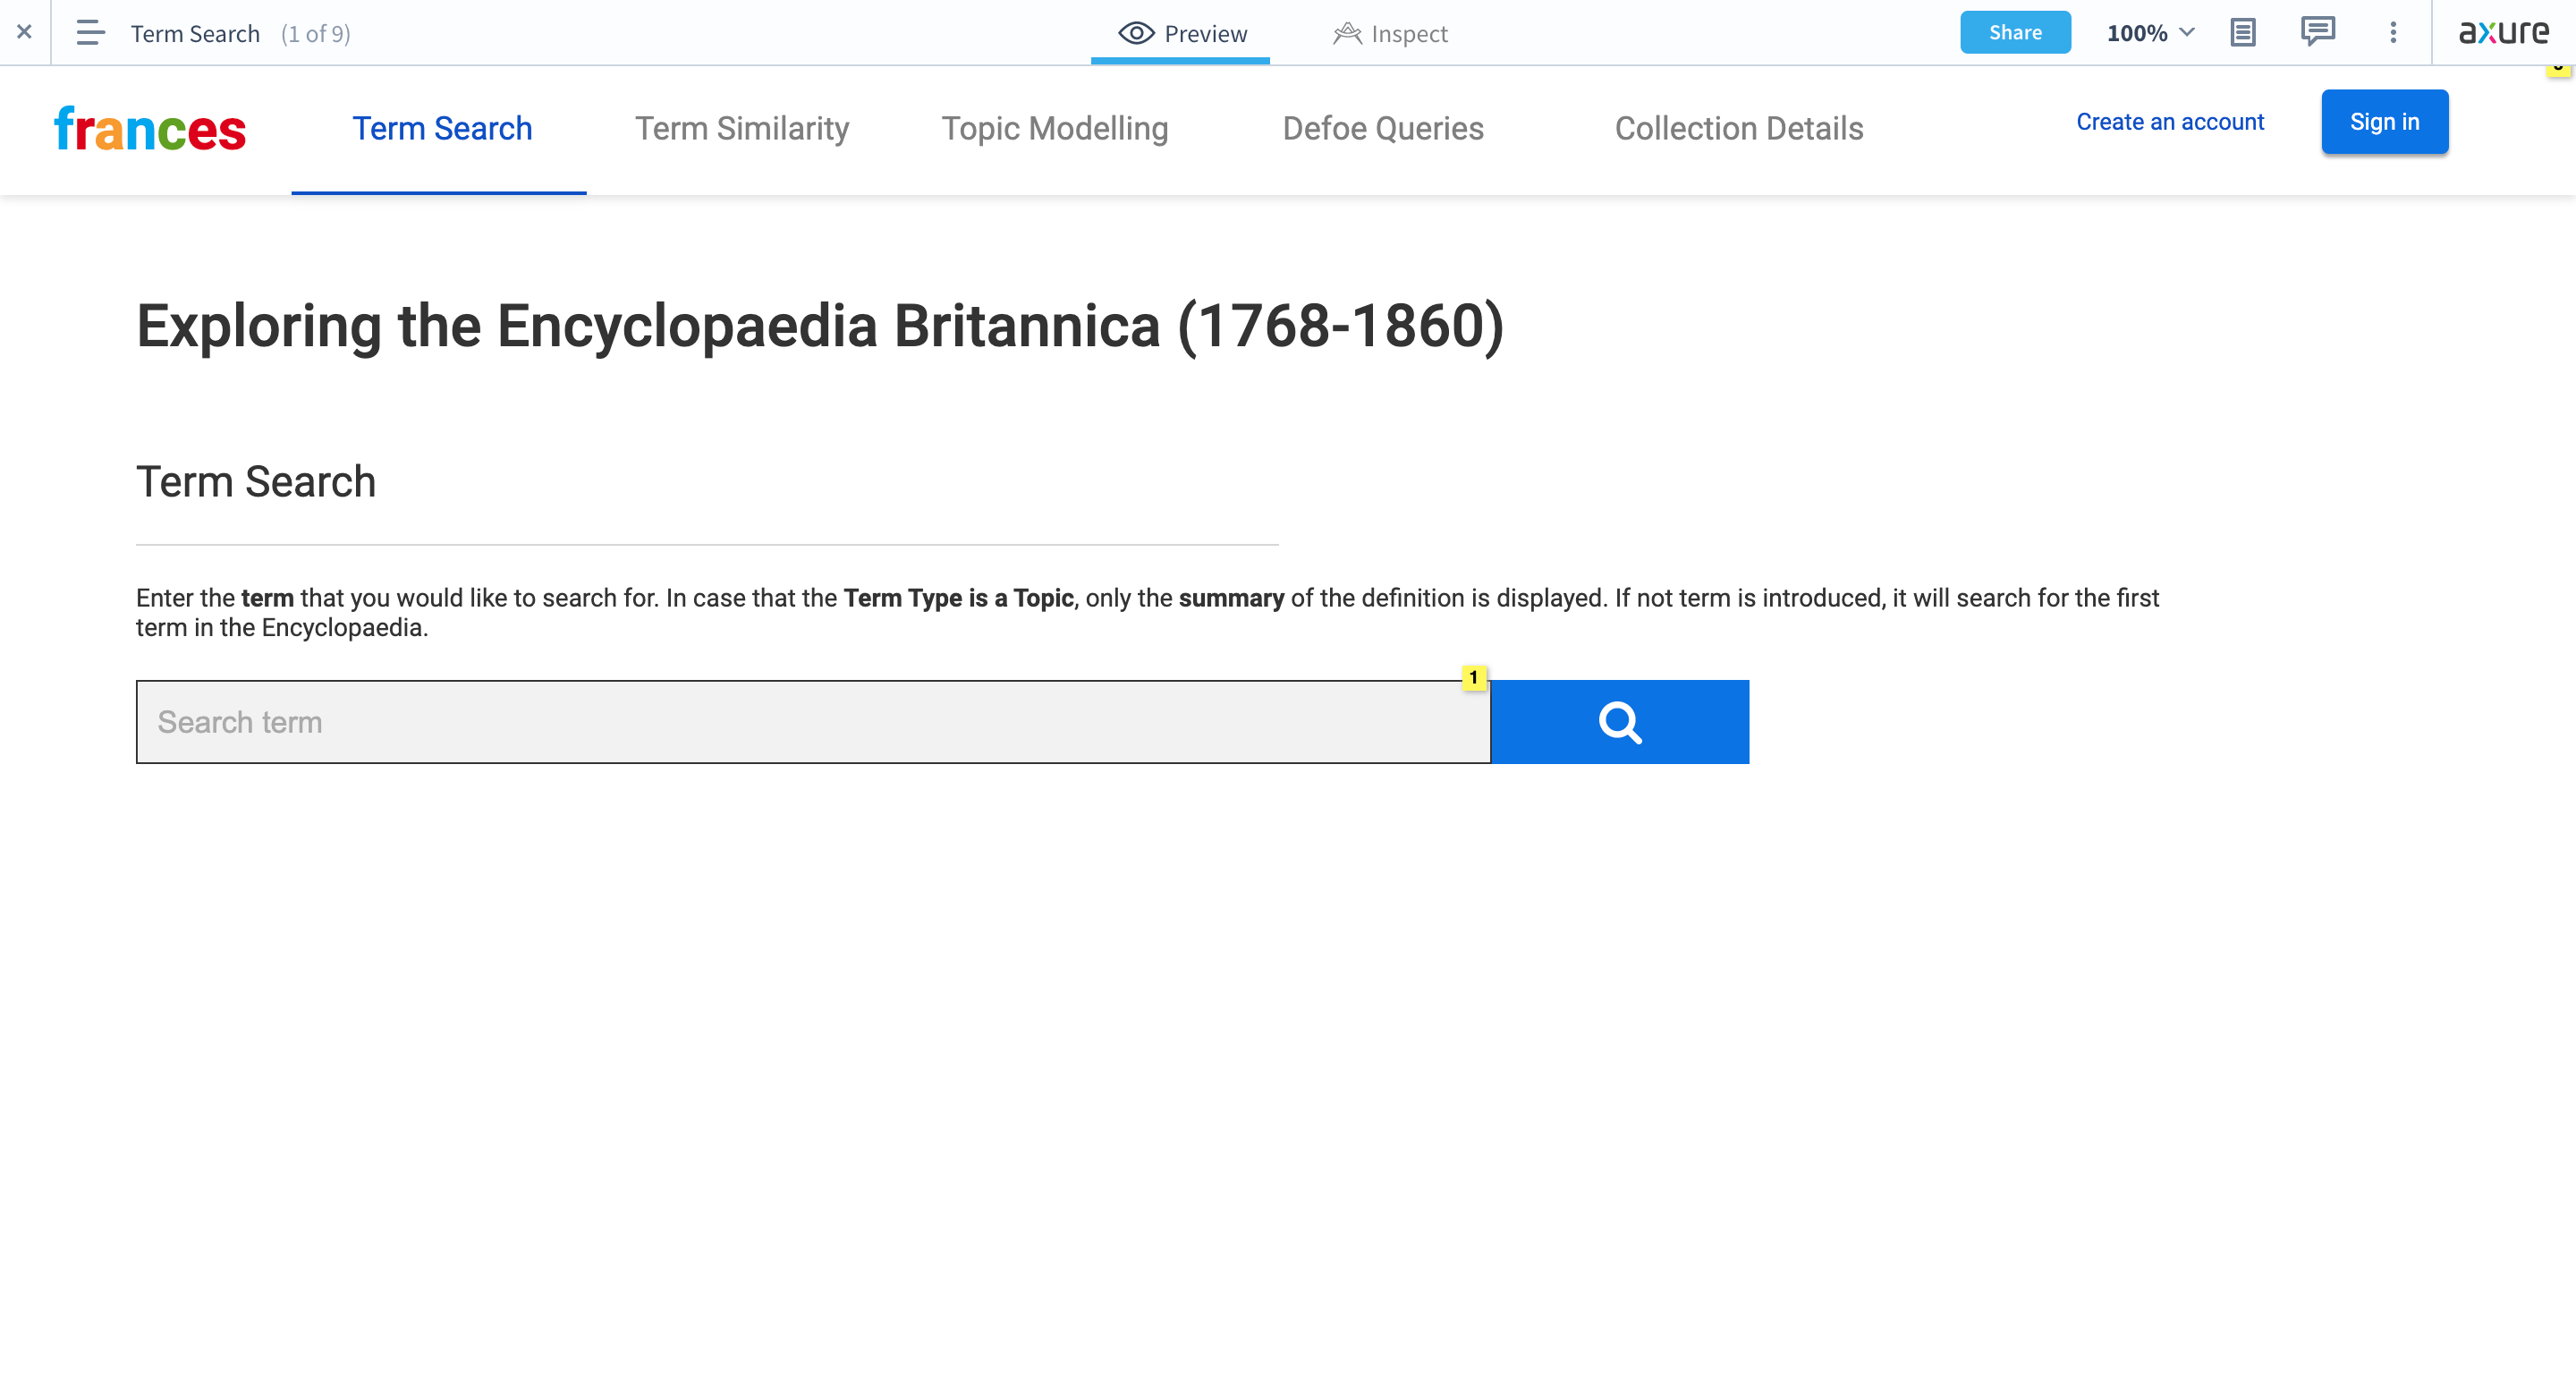 Term Search (1 of 9) Preview Inspect Share 100% axure
frances Term Search Term Similarity Topic Modelling Defoe Queries Collection Details Create an account Sign in
Exploring the Encyclopaedia Britannica (1768-1860)
Term Search
Enter the term that you would like to search for. In case that the Term Type is a Topic, only the summary of the definition is displayed. If not term is introduced, it will search for the first
term in the Encyclopaedia.
1
Search term